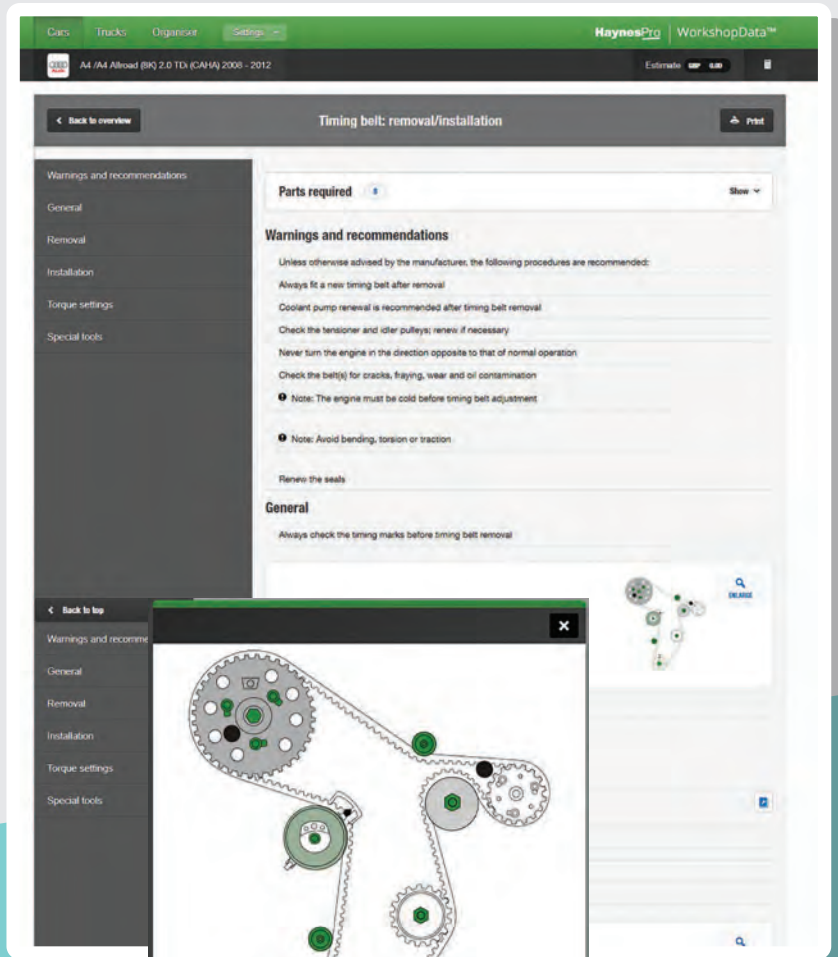 Cars Trucks Organiser Settings HaynesPro WorkshopData™
A4 /A4 Allroad (8K) 2.0 TDi (CAHA) 2008 - 2012 Estimate GBP 0.00
Back to overview Timing belt: removal/installation Print
Warnings and recommendations
General
Removal
Installation
Torque settings
Special tools
Parts required 8 Show
Warnings and recommendations
Unless otherwise advised by the manufacturer, the following procedures are recommended:
Always fit a new timing belt after removal
Coolant pump renewal is recommended after timing belt removal
Check the tensioner and idler pulleys; renew if necessary
Never turn the engine in the direction opposite to that of normal operation
Check the belt(s) for cracks, fraying, wear and oil contamination
Note: The engine must be cold before timing belt adjustment
Note: Avoid bending, torsion or traction
Renew the seals
General
Always check the timing marks before timing belt removal
ENLARGE
Back to top
Warnings and recomme
General
Removal
Installation
Torque settings
Special tools